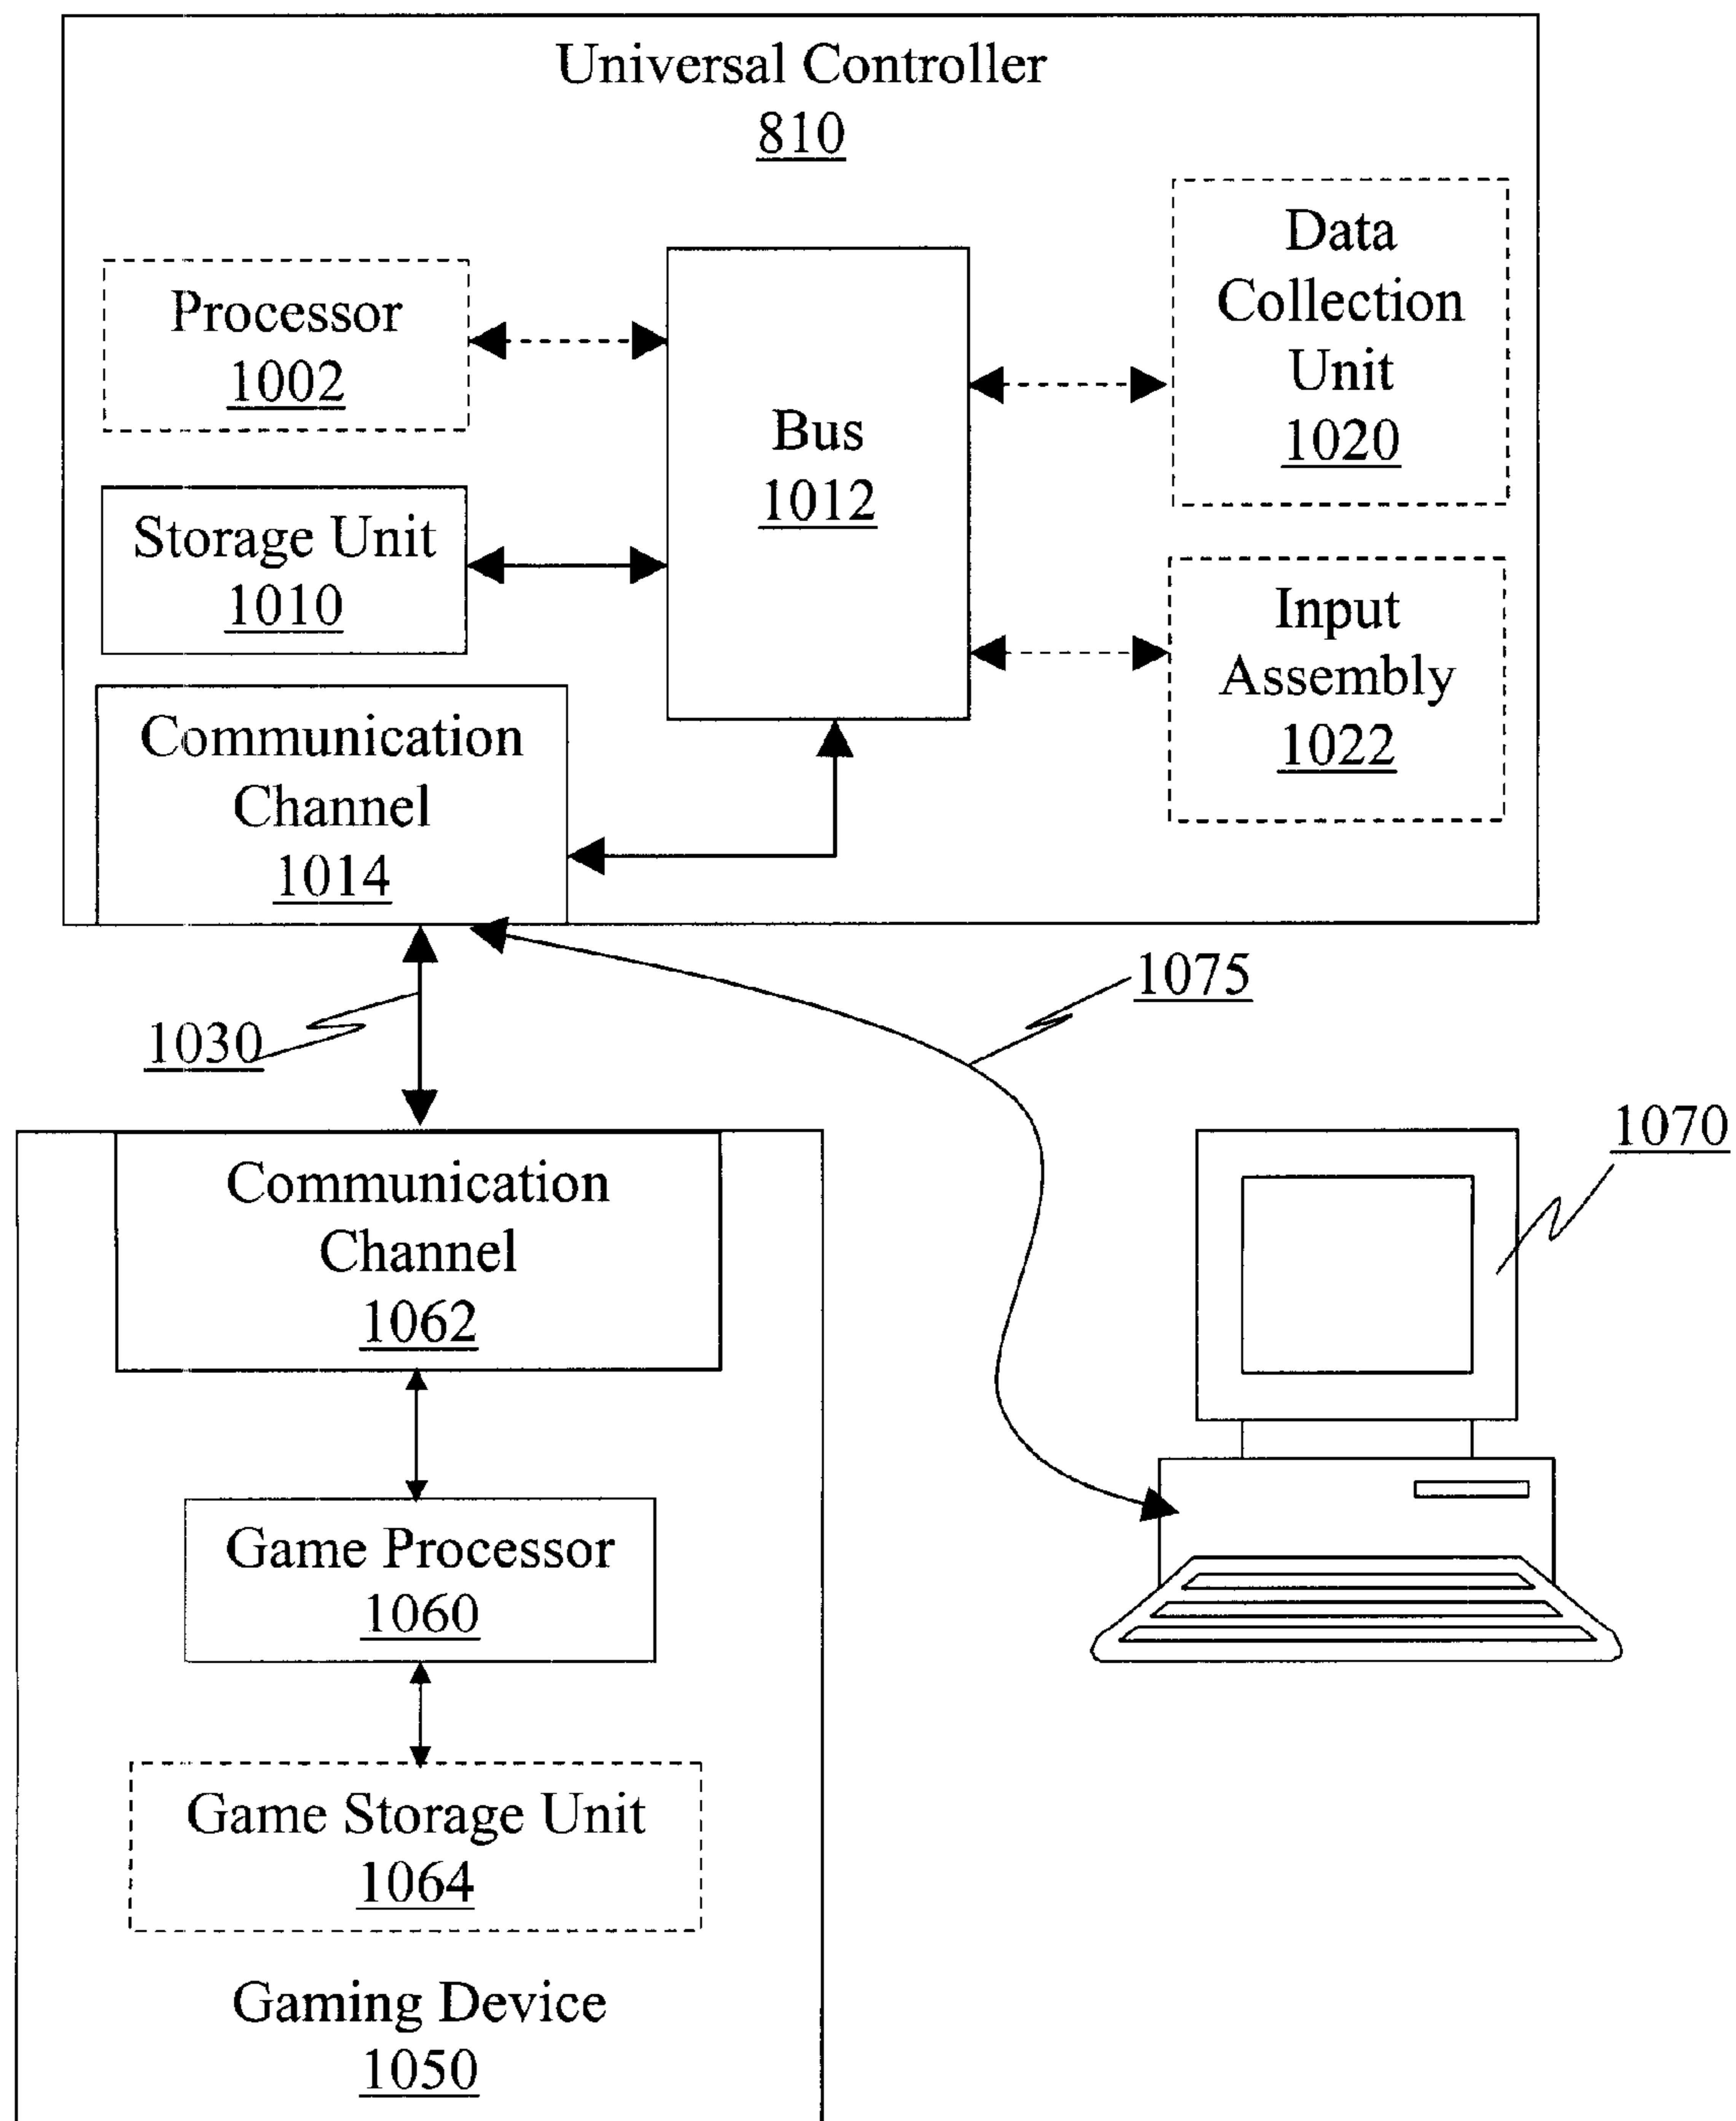 Universal Controller
810
Processor
1002
Storage Unit
1010
Communication
Channel
1014
Bus
1012
Data
Collection
Unit
1020
Input
Assembly
1022
1030
1075
1070
Communication
Channel
1062
Game Processor
1060
Game Storage Unit
1064
Gaming Device
1050